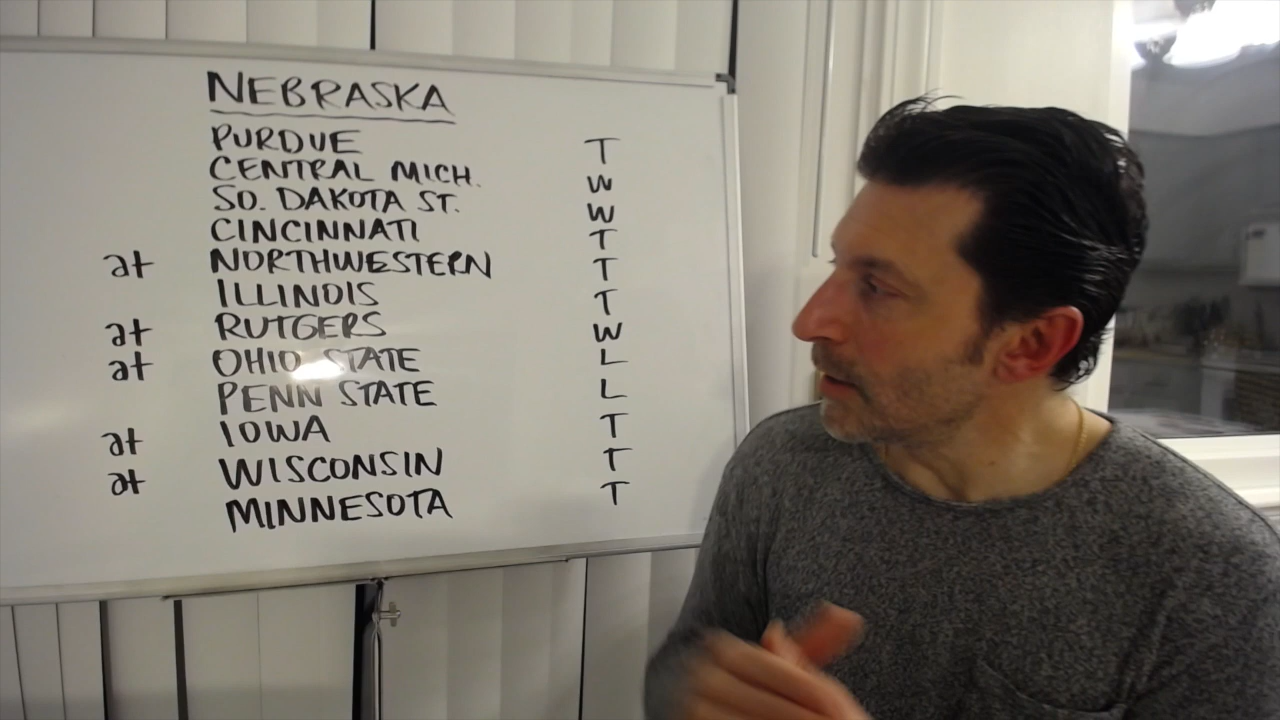 NEBRASKA
PURDUE T
CENTRAL MICH. W
SO. DAKOTA ST. W
CINCINNATI T
at NORTHWESTERN T
ILLINOIS T
at RUTGERS W
at OHIO STATE L
PENN STATE L
at IOWA T
at WISCONSIN T
MINNESOTA T